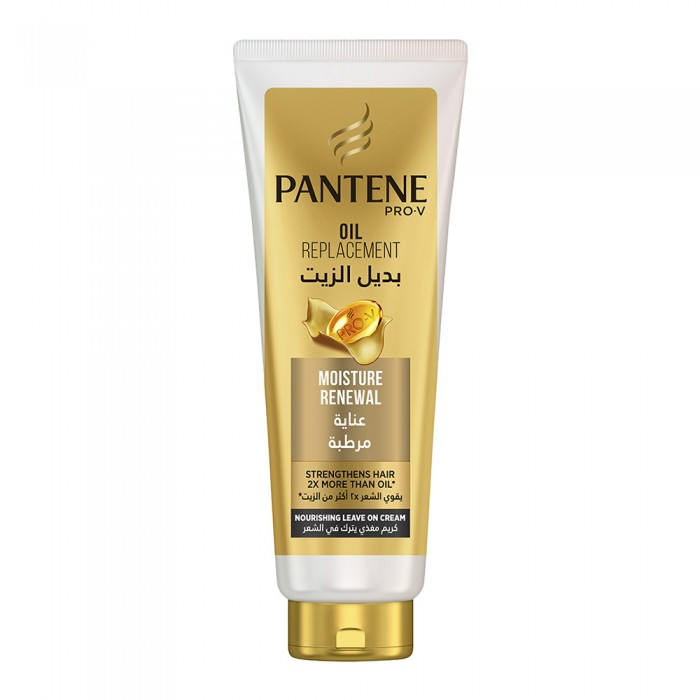 PANTENE
PRO-V
OIL
REPLACEMENT
بديل الزيت
PRO-V
MOISTURE
RENEWAL
عناية
مرطبة
STRENGTHENS HAIR
2X MORE THAN OIL*
يقوي الشعر ٢x أكثر من الزيت*
NOURISHING LEAVE ON CREAM
كريم مغذي يترك في الشعر